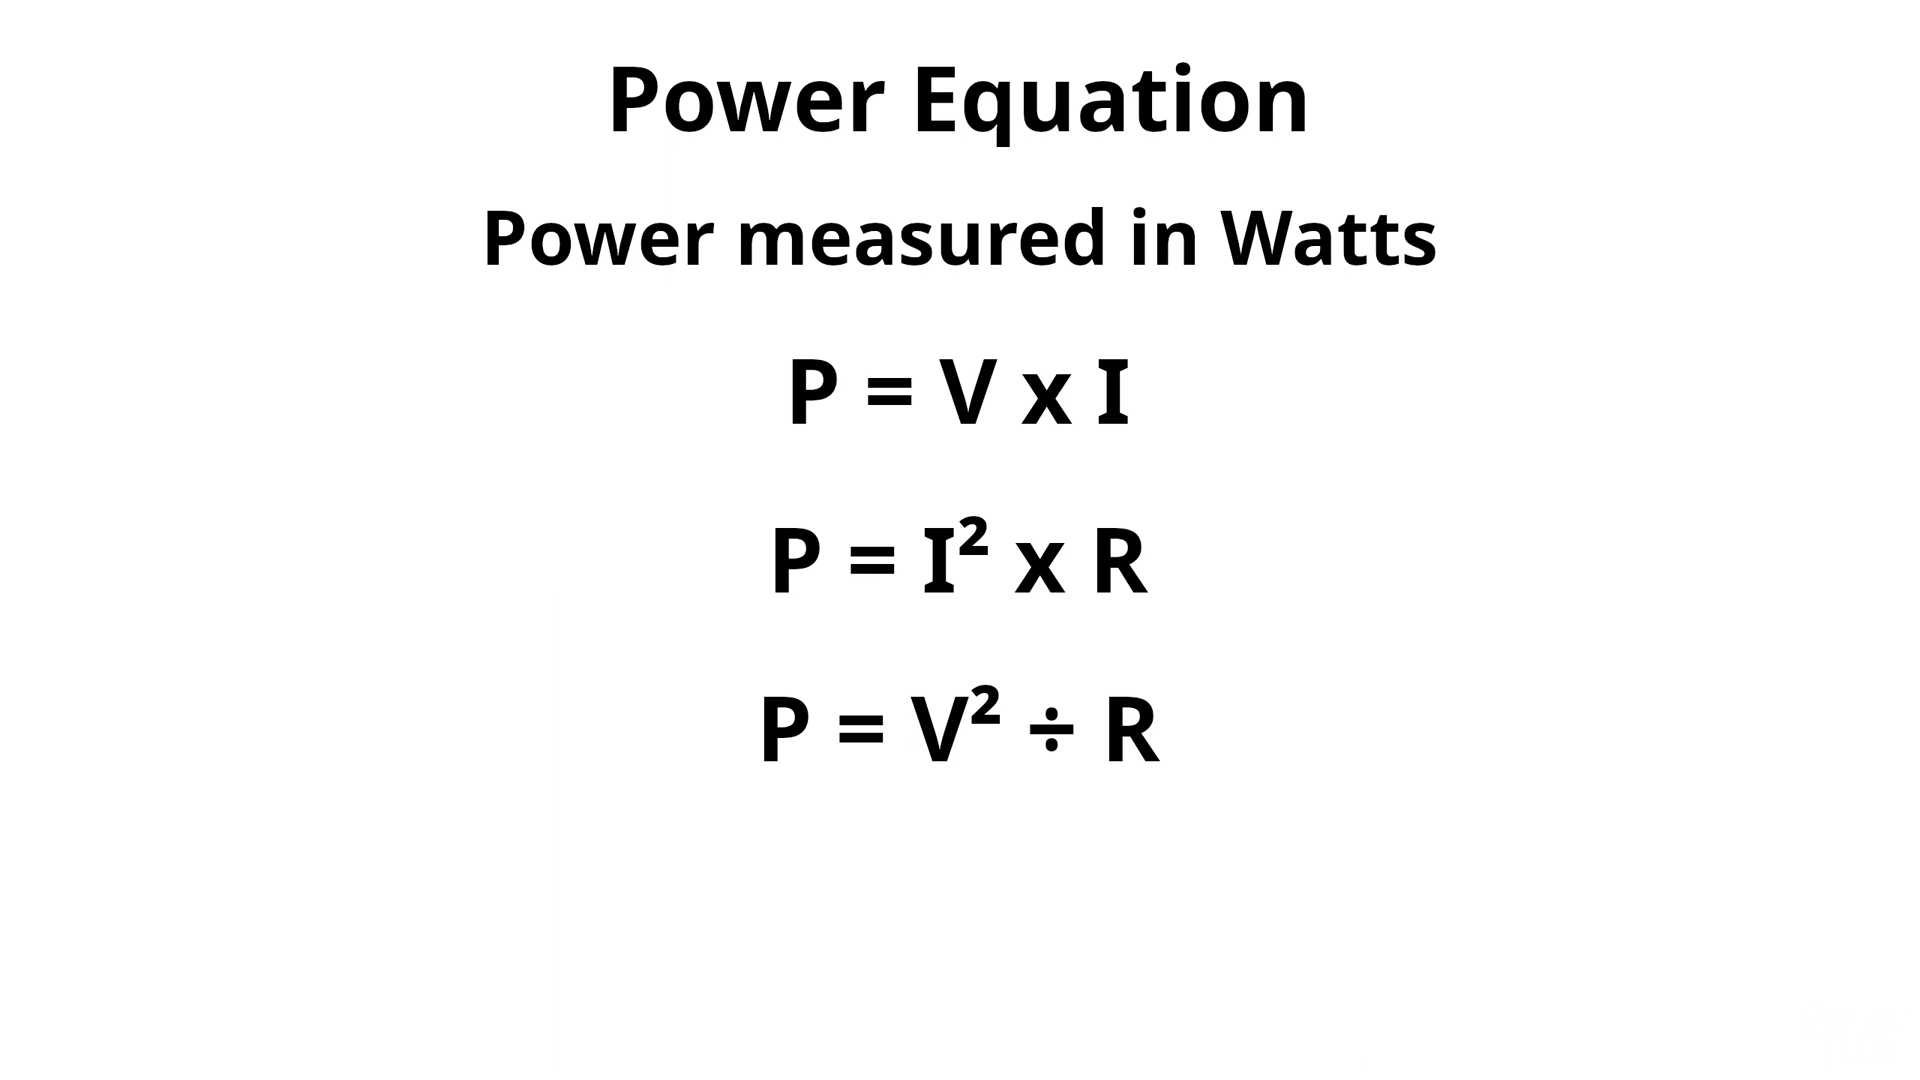 Power Equation
Power measured in Watts
P = V x I
P = I² x R
P = V² ÷ R